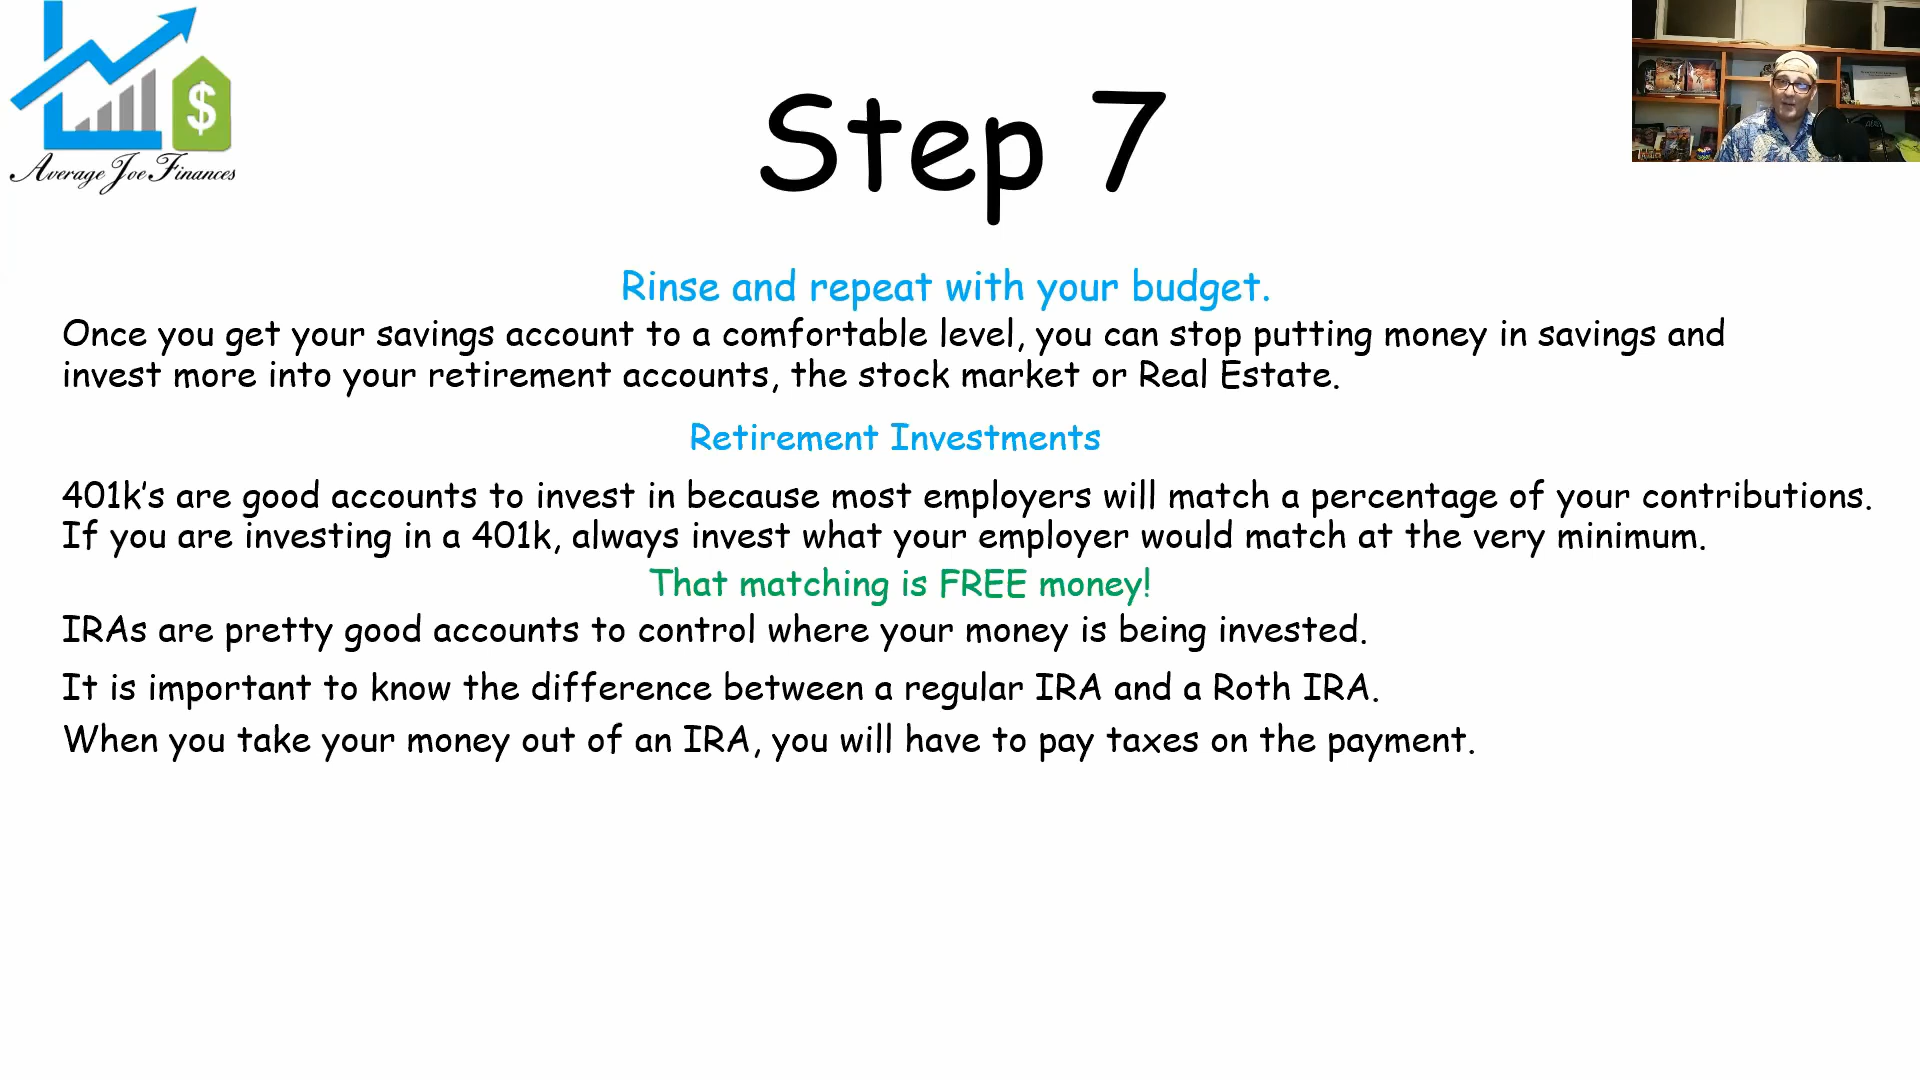 Average Joe Finances
$
Step 7
Rinse and repeat with your budget.
Once you get your savings account to a comfortable level, you can stop putting money in savings and
invest more into your retirement accounts, the stock market or Real Estate.
Retirement Investments
401k's are good accounts to invest in because most employers will match a percentage of your contributions.
If you are investing in a 401k, always invest what your employer would match at the very minimum.
That matching is FREE money!
IRAs are pretty good accounts to control where your money is being invested.
It is important to know the difference between a regular IRA and a Roth IRA.
When you take your money out of an IRA, you will have to pay taxes on the payment.